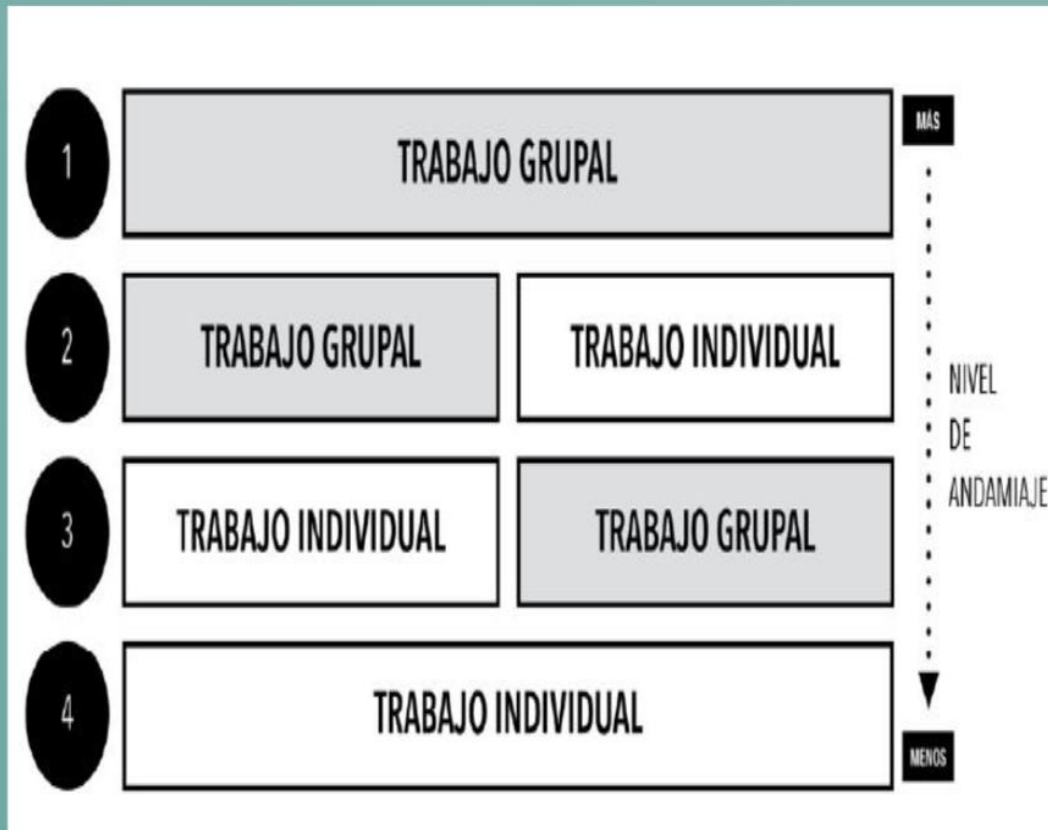 1
TRABAJO GRUPAL
MÁS
2
TRABAJO GRUPAL
TRABAJO INDIVIDUAL
NIVEL
DE
ANDAMIAJE
3
TRABAJO INDIVIDUAL
TRABAJO GRUPAL
4
TRABAJO INDIVIDUAL
MENOS